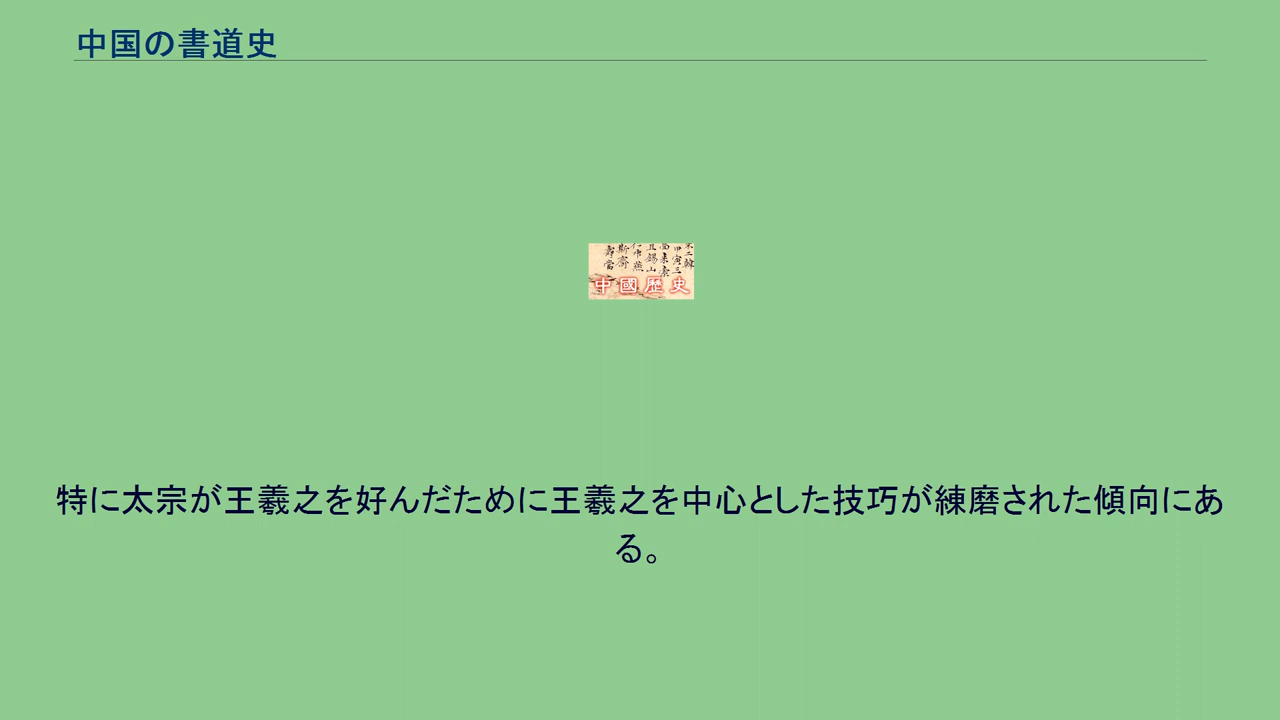 中国の書道史
中國歷史
特に太宗が王羲之を好んだために王羲之を中心とした技巧が練磨された傾向にあ
る。